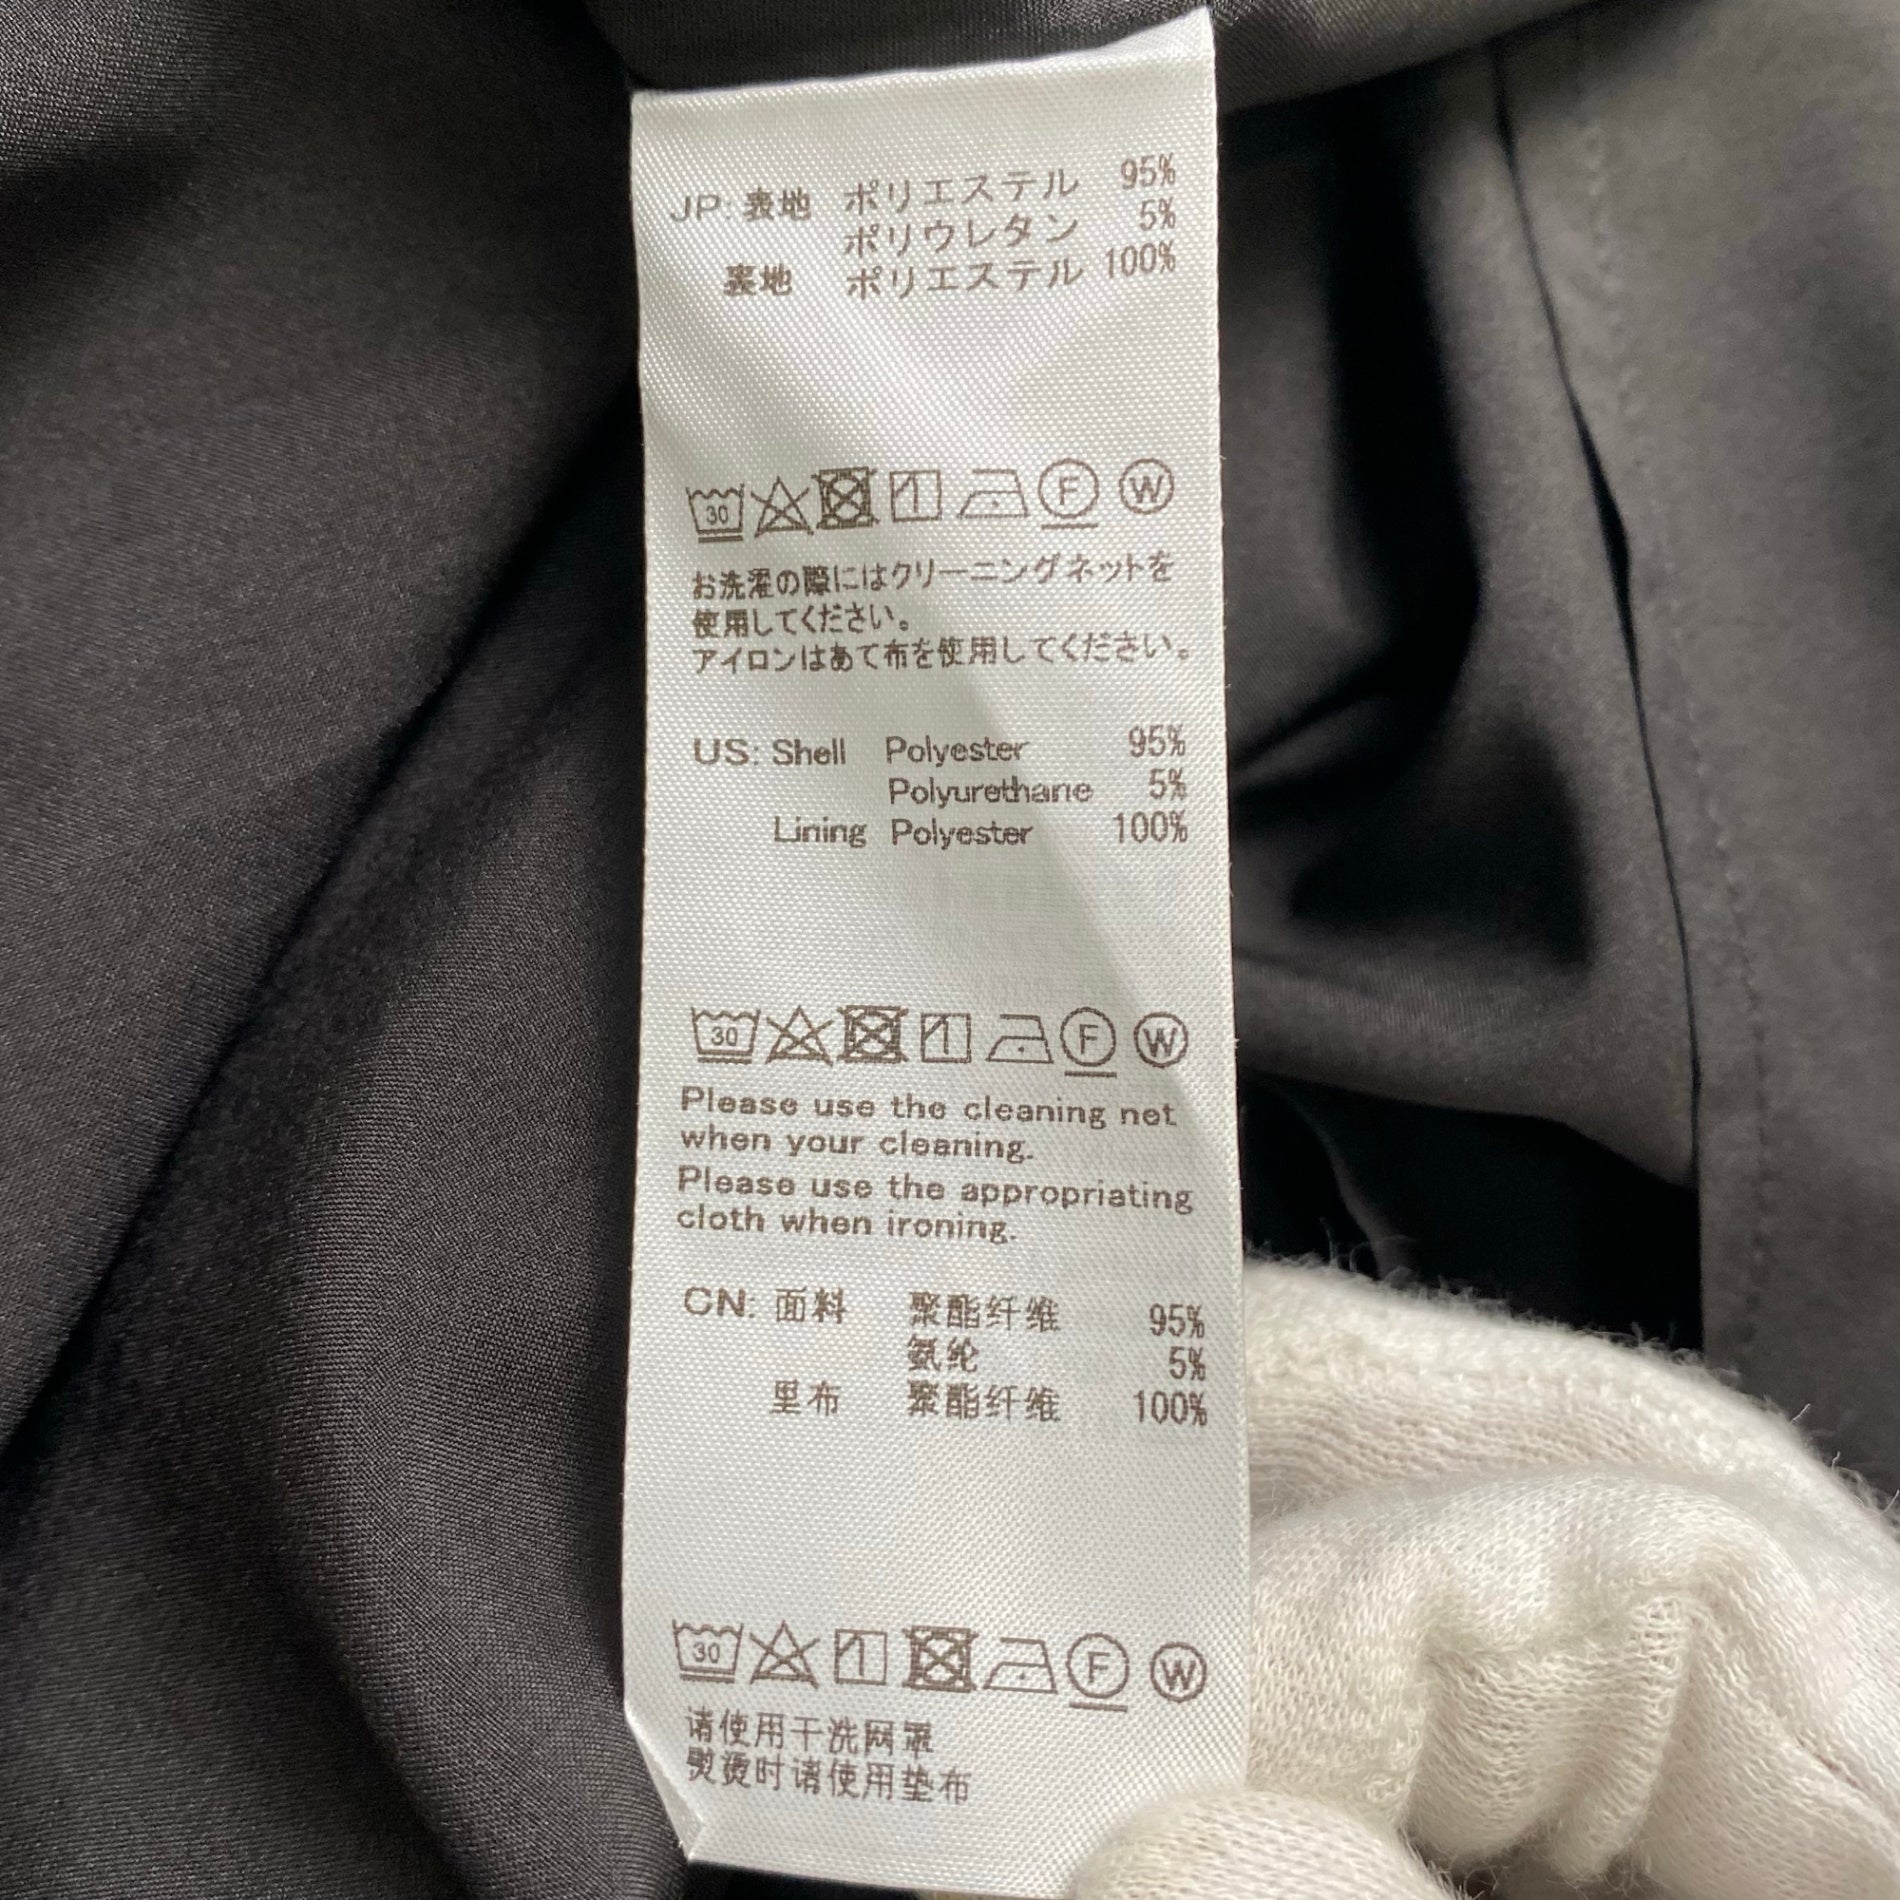 JP: 表地 ポリエステル 95%
ポリウレタン 5%
裏地 ポリエステル 100%
30 F W
お洗濯の際にはクリーニングネットを
使用してください。
アイロンはあて布を使用してください。
US: Shell Polyester 95%
Polyurethane 5%
Lining Polyester 100%
30 F W
Please use the cleaning net
when your cleaning.
Please use the appropriating
cloth when ironing.
CN: 面料 聚酯纤维 95%
氨纶 5%
里布 聚酯纤维 100%
30 F W
请使用干洗网罩
熨烫时请使用垫布